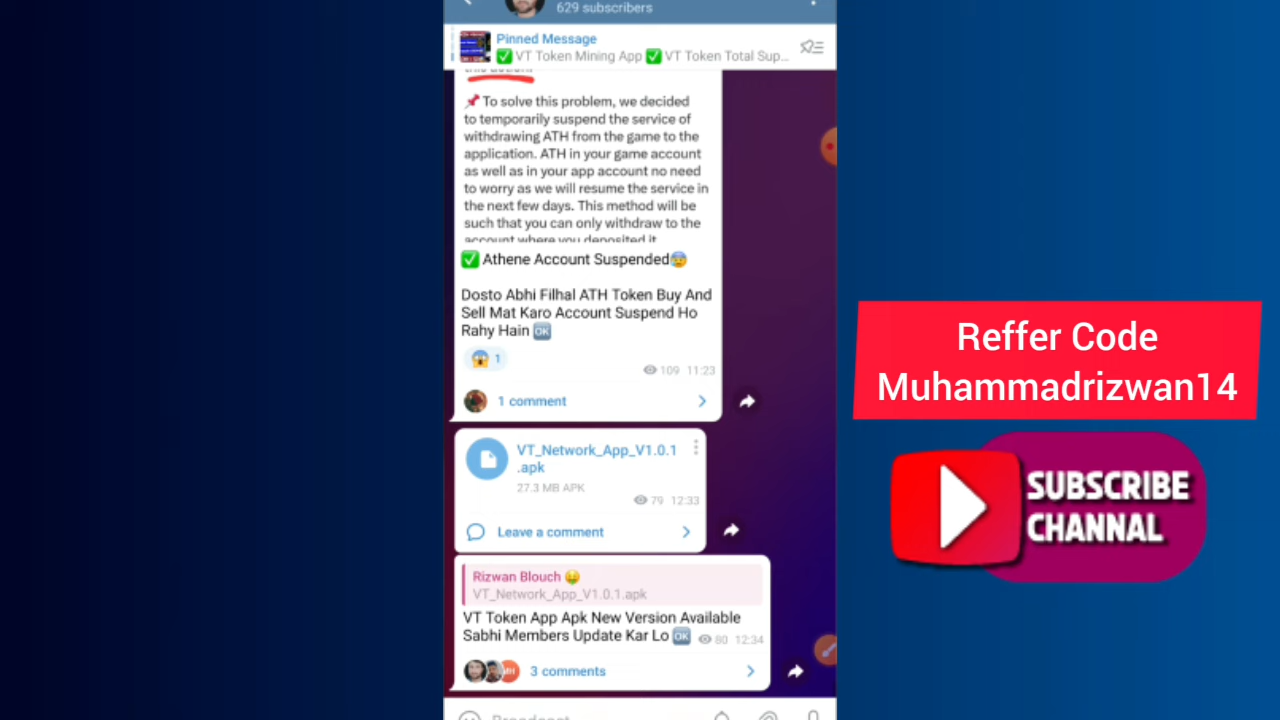 629 subscribers
Pinned Message
✅ VT Token Mining App ✅ VT Token Total Sup...
📌 To solve this problem, we decided
to temporarily suspend the service of
withdrawing ATH from the game to the
application. ATH in your game account
as well as in your app account no need
to worry as we will resume the service in
the next few days. This method will be
such that you can only withdraw to the
account where you deposited it
✅ Athene Account Suspended😰
Dosto Abhi Filhal ATH Token Buy And
Sell Mat Karo Account Suspend Ho
Rahy Hain 🆗
😱 1
109 11:23
1 comment
VT_Network_App_V1.0.1
.apk
27.3 MB APK
79 12:33
Leave a comment
Rizwan Blouch 🤑
VT_Network_App_V1.0.1.apk
VT Token App Apk New Version Available
Sabhi Members Update Kar Lo 🆗 80 12:34
3 comments
Broadcast
Reffer Code
Muhammadrizwan14
SUBSCRIBE
CHANNAL